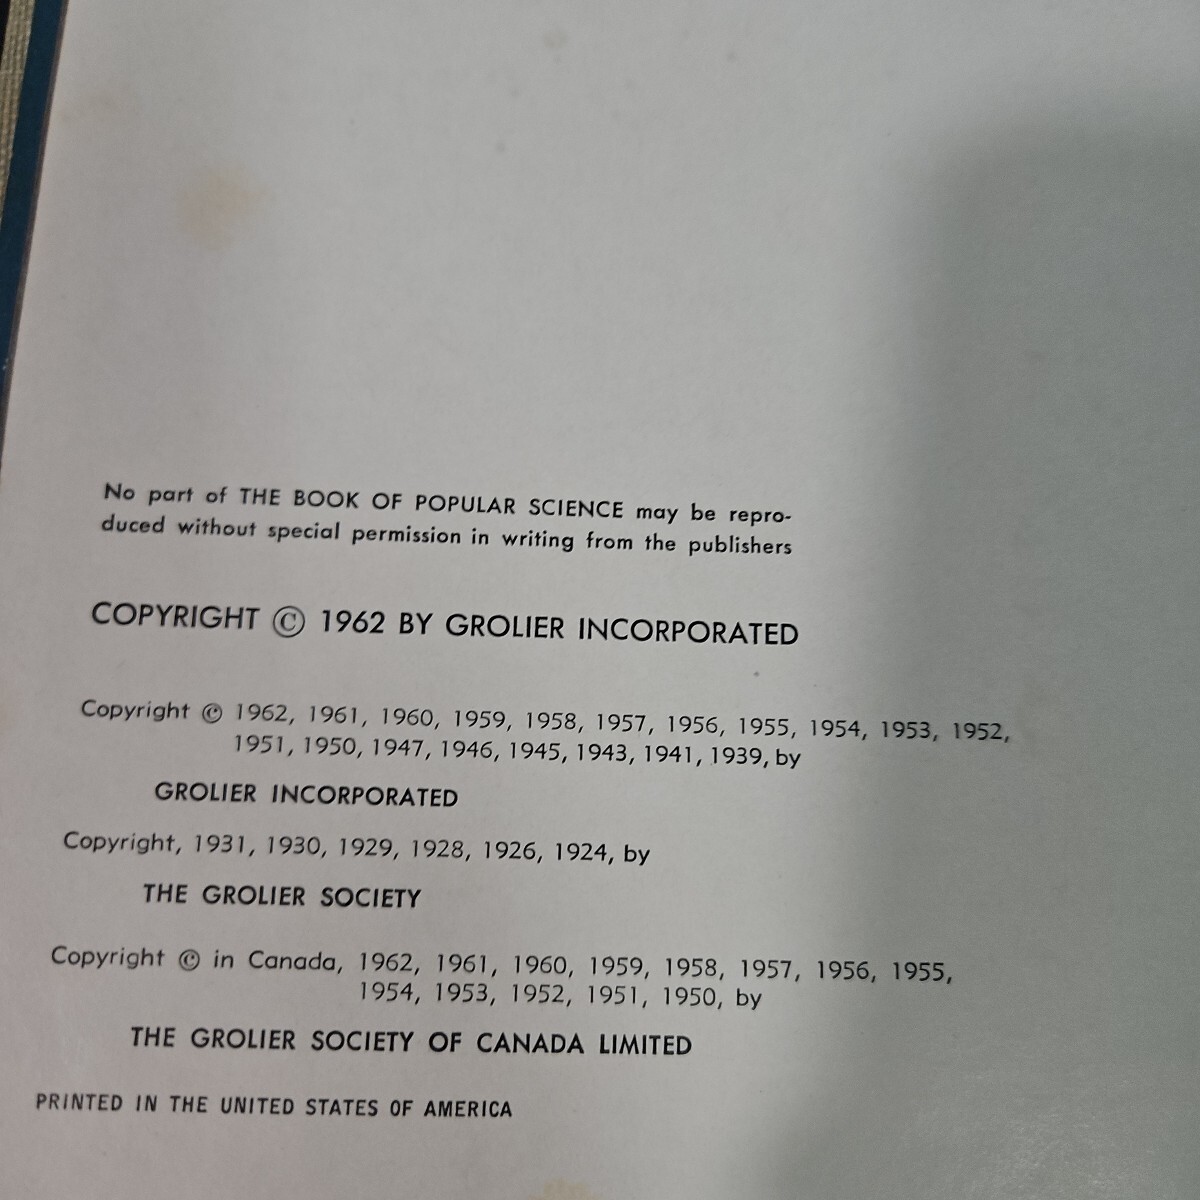 No part of THE BOOK OF POPULAR SCIENCE may be repro-
duced without special permission in writing from the publishers
COPYRIGHT © 1962 BY GROLIER INCORPORATED
Copyright © 1962, 1961, 1960, 1959, 1958, 1957, 1956, 1955, 1954, 1953, 1952,
1951, 1950, 1947, 1946, 1945, 1943, 1941, 1939, by
GROLIER INCORPORATED
Copyright, 1931, 1930, 1929, 1928, 1926, 1924, by
THE GROLIER SOCIETY
Copyright © in Canada, 1962, 1961, 1960, 1959, 1958, 1957, 1956, 1955,
1954, 1953, 1952, 1951, 1950, by
THE GROLIER SOCIETY OF CANADA LIMITED
PRINTED IN THE UNITED STATES OF AMERICA